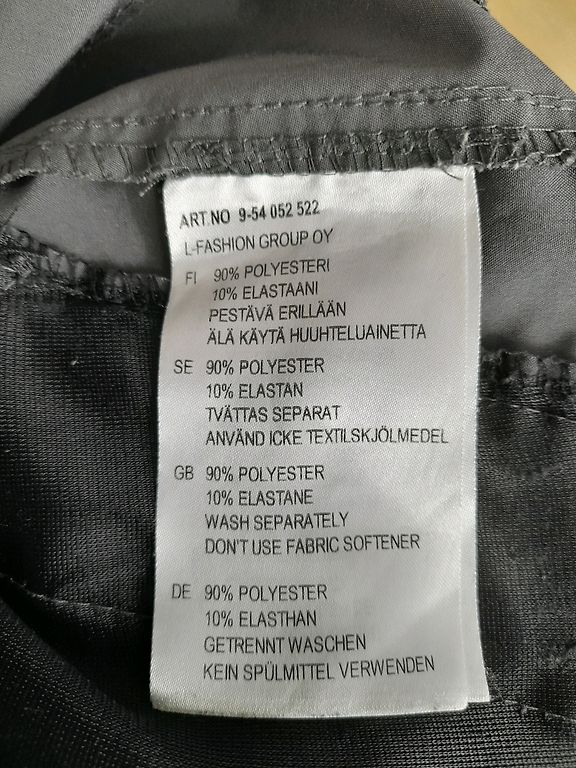 ART.NO 9-54 052 522
L-FASHION GROUP OY
FI 90% POLYESTERI
10% ELASTAANI
PESTÄVÄ ERILLÄÄN
ÄLÄ KÄYTÄ HUUHTELUAINETTA
SE 90% POLYESTER
10% ELASTAN
TVÄTTAS SEPARAT
ANVÄND ICKE TEXTILSKJÖLMEDEL
GB 90% POLYESTER
10% ELASTANE
WASH SEPARATELY
DON'T USE FABRIC SOFTENER
DE 90% POLYESTER
10% ELASTHAN
GETRENNT WASCHEN
KEIN SPÜLMITTEL VERWENDEN